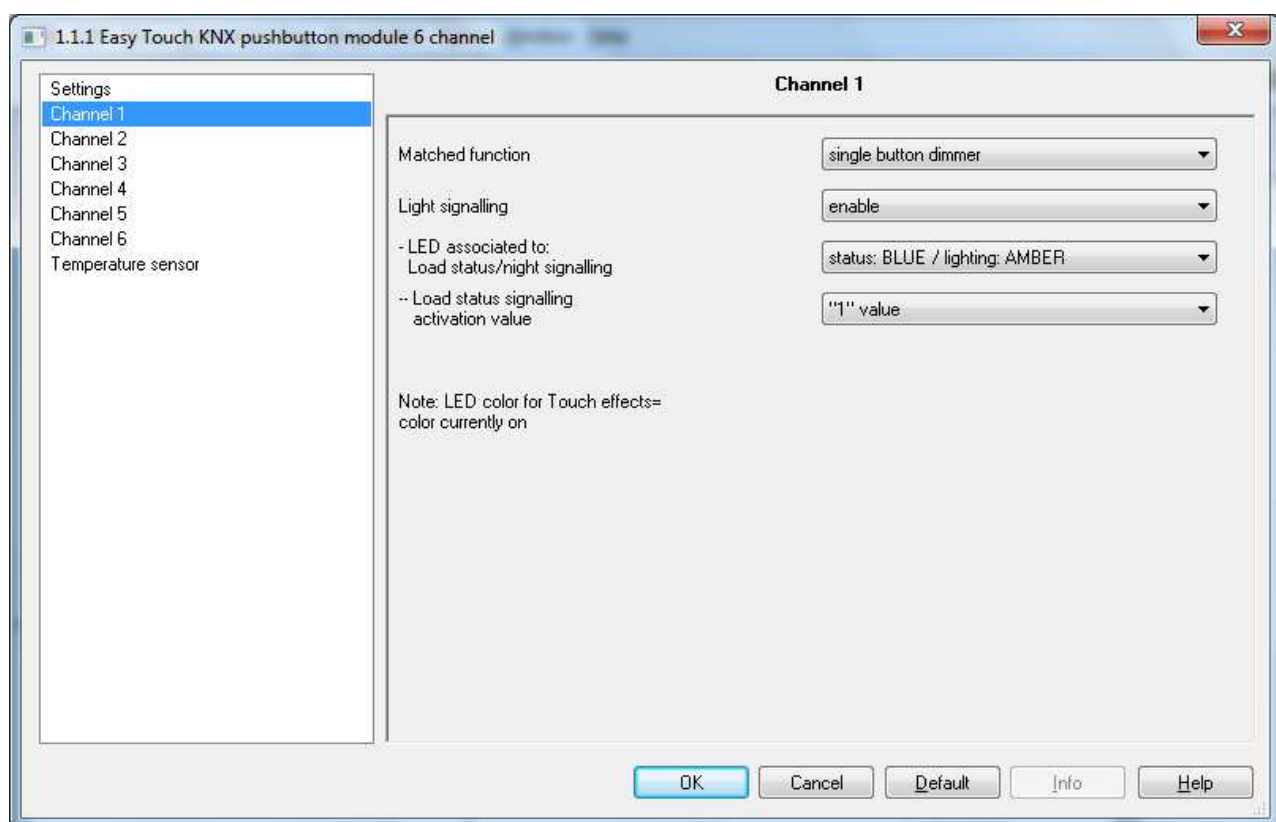 1.1.1 Easy Touch KNX pushbutton module 6 channel
Settings
Channel 1
Channel 2
Channel 3
Channel 4
Channel 5
Channel 6
Temperature sensor
Channel 1
Matched function
single button dimmer
Light signalling
enable
- LED associated to:
Load status/night signalling
status: BLUE / lighting: AMBER
-- Load status signalling
activation value
"1" value
Note: LED color for Touch effects=
color currently on
OK
Cancel
Default
Info
Help